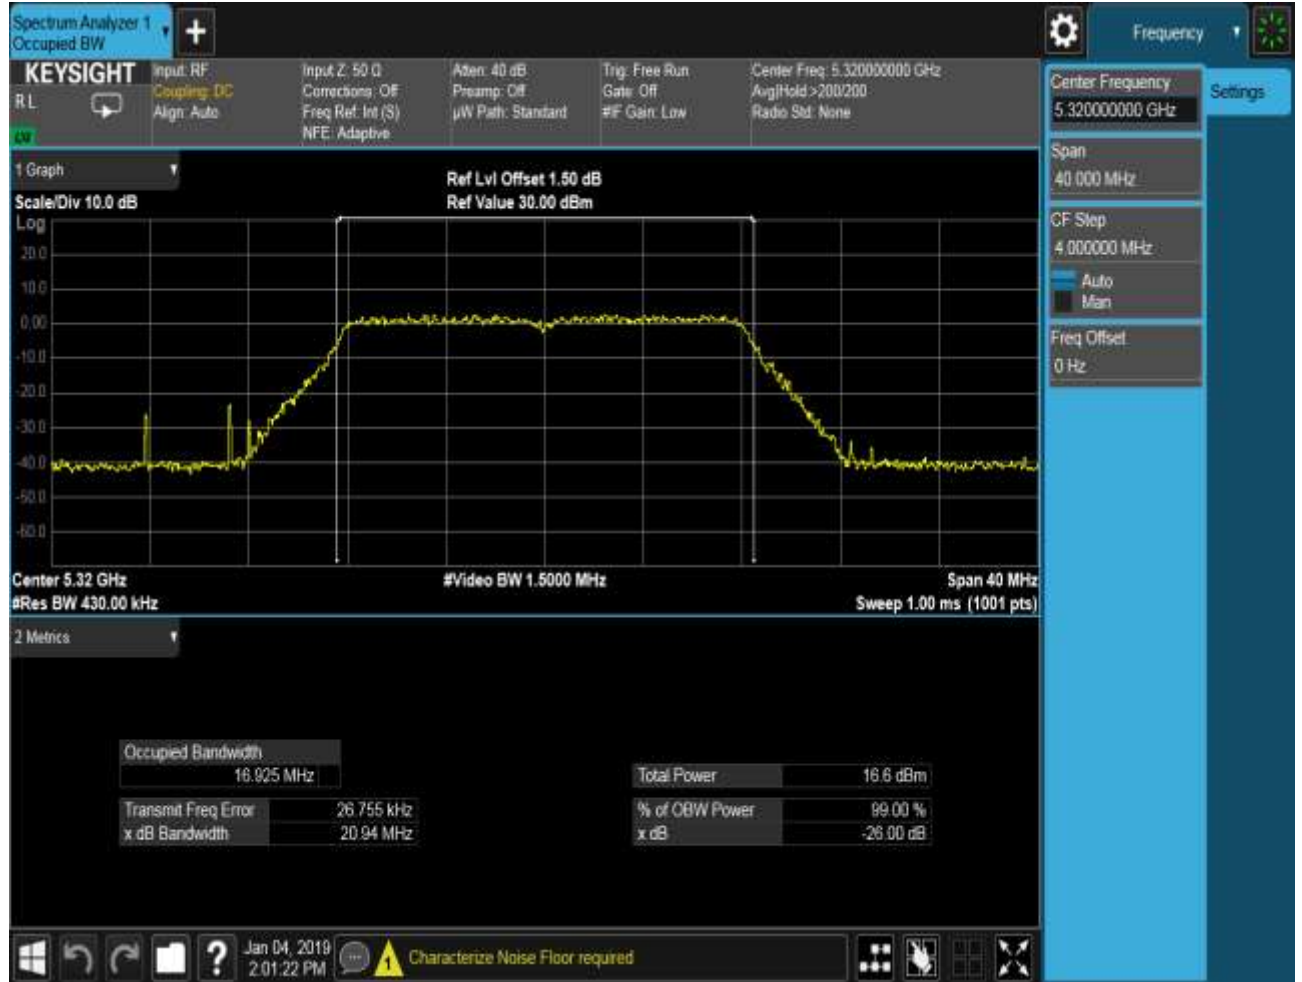 Spectrum Analyzer 1
Occupied BW
Frequency
KEYSIGHT
R L
Input: RF
Coupling: DC
Align: Auto
Input Z: 50 Ω
Corrections: Off
Freq Ref: Int (S)
NFE: Adaptive
Atten: 40 dB
Preamp: Off
µW Path: Standard
Trig: Free Run
Gate: Off
#IF Gain: Low
Center Freq: 5.320000000 GHz
Avg|Hold:>200/200
Radio Std: None
Center Frequency
5.320000000 GHz
Settings
Span
40.000 MHz
CF Step
4.000000 MHz
Auto
Man
Freq Offset
0 Hz
1 Graph
Scale/Div 10.0 dB
Ref Lvl Offset 1.50 dB
Ref Value 30.00 dBm
Log
20.0
10.0
0.00
-10.0
-20.0
-30.0
-40.0
-50.0
-60.0
Center 5.32 GHz
#Video BW 1.5000 MHz
Span 40 MHz
#Res BW 430.00 kHz
Sweep 1.00 ms (1001 pts)
2 Metrics
Occupied Bandwidth
16.925 MHz
Total Power 16.6 dBm
Transmit Freq Error 26.755 kHz
% of OBW Power 99.00 %
x dB Bandwidth 20.94 MHz
x dB -26.00 dB
?
Jan 04, 2019
2:01:22 PM
1
Characterize Noise Floor required